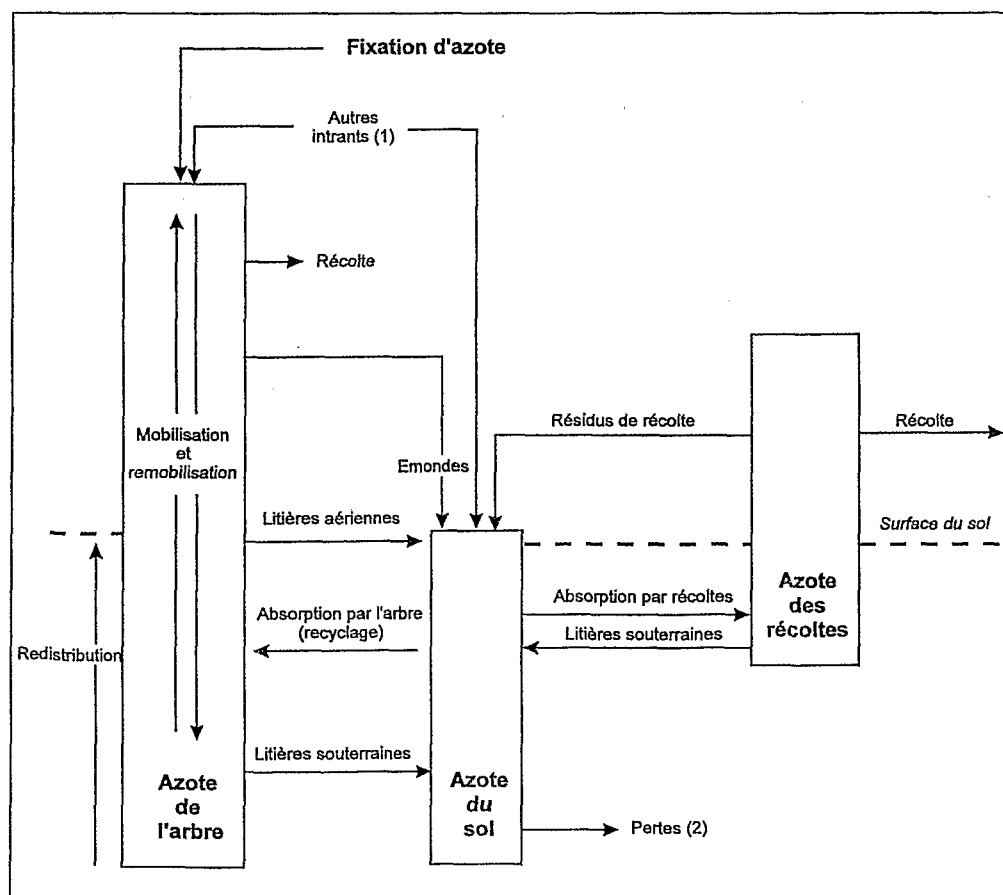 Fixation d'azote
Autres
intrants (1)
Récolte
Mobilisation
et
remobilisation
Emondes
Résidus de récolte
Récolte
Litières aériennes
Surface du sol
Absorption par l'arbre
(recyclage)
Absorption par récoltes
Litières souterraines
Azote
des
récoltes
Redistribution
Litières souterraines
Azote
de
l'arbre
Azote
du
sol
Pertes (2)